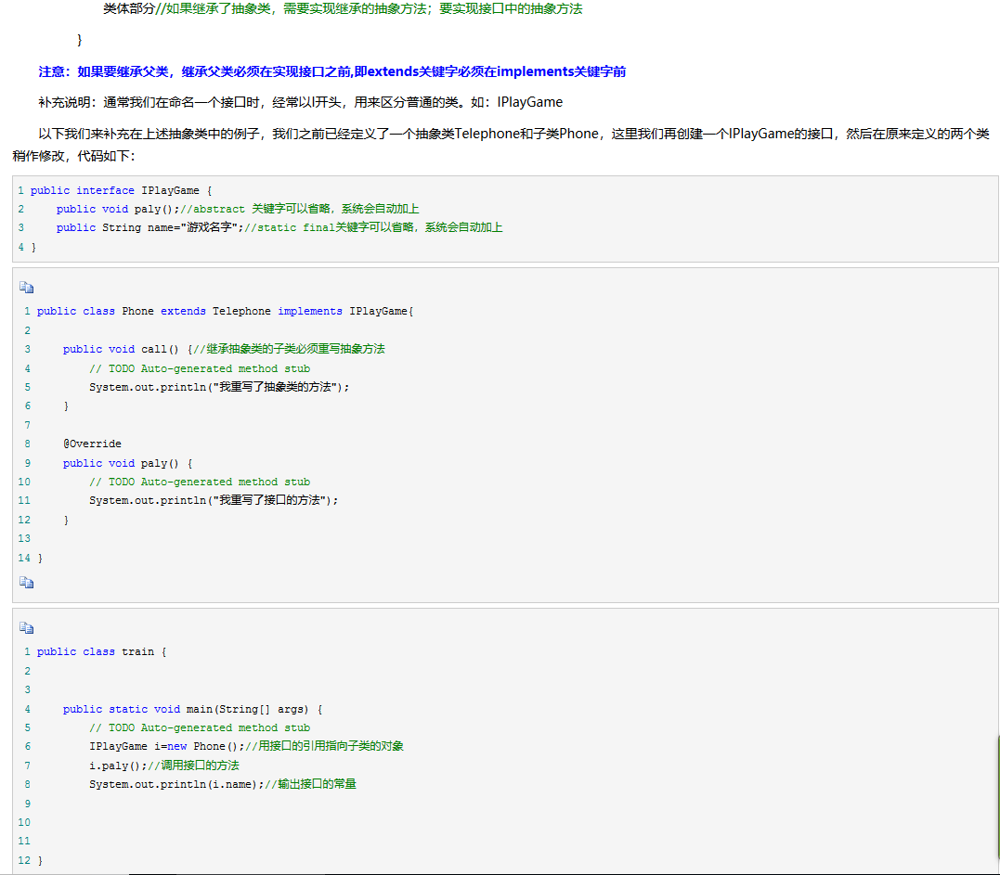 类体部分//如果继承了抽象类，需要实现继承的抽象方法；要实现接口中的抽象方法
}
注意：如果要继承父类，继承父类必须在实现接口之前,即extends关键字必须在implements关键字前
补充说明：通常我们在命名一个接口时，经常以I开头，用来区分普通的类。如：IPlayGame
以下我们来补充在上述抽象类中的例子，我们之前已经定义了一个抽象类Telephone和子类Phone，这里我们再创建一个IPlayGame的接口，然后在原来定义的两个类
稍作修改，代码如下：
1 public interface IPlayGame {
2     public void paly();//abstract 关键字可以省略，系统会自动加上
3     public String name="游戏名字";//static final关键字可以省略，系统会自动加上
4 }
1 public class Phone extends Telephone implements IPlayGame{
2
3     public void call() {//继承抽象类的子类必须重写抽象方法
4         // TODO Auto-generated method stub
5         System.out.println("我重写了抽象类的方法");
6     }
7
8     @Override
9     public void paly() {
10         // TODO Auto-generated method stub
11         System.out.println("我重写了接口的方法");
12     }
13
14 }
1 public class train {
2
3
4     public static void main(String[] args) {
5         // TODO Auto-generated method stub
6         IPlayGame i=new Phone();//用接口的引用指向子类的对象
7         i.paly();//调用接口的方法
8         System.out.println(i.name);//输出接口的常量
9
10
11
12 }